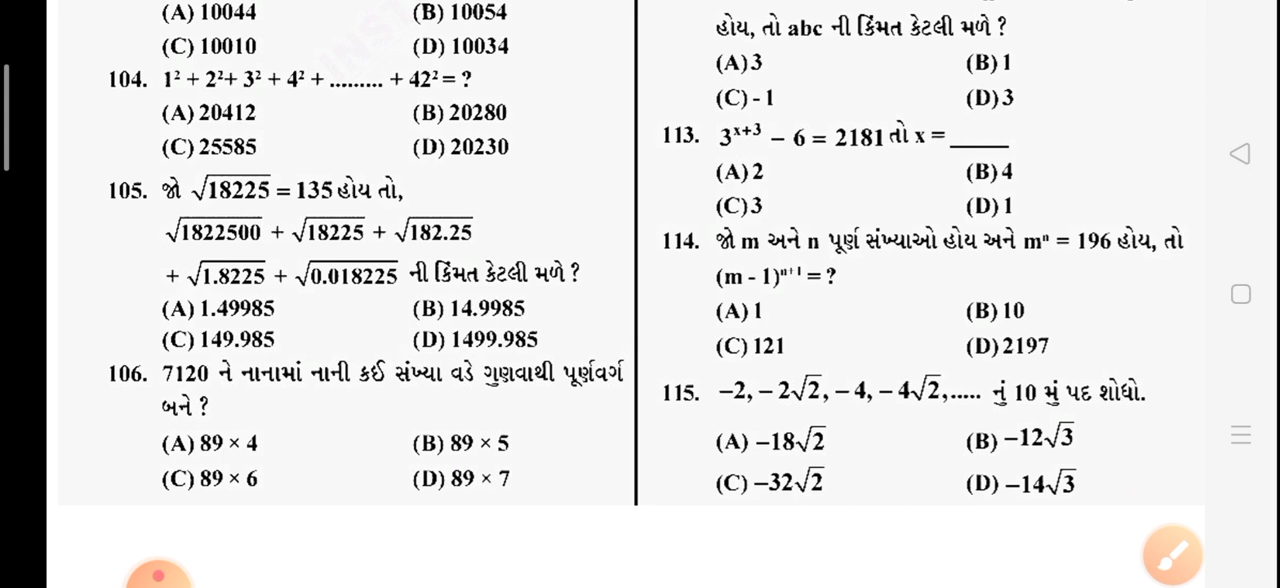 (A) 10044 (B) 10054
(C) 10010 (D) 10034
104. 1² + 2²+ 3² + 4² + ......... + 42² = ?
(A) 20412 (B) 20280
(C) 25585 (D) 20230
105. જો √18225 = 135 હોય તો,
√1822500 + √18225 + √182.25
+ √1.8225 + √0.018225 ની કિંમત કેટલી મળે ?
(A) 1.49985 (B) 14.9985
(C) 149.985 (D) 1499.985
106. 7120 ને નાનામાં નાની કઈ સંખ્યા વડે ગુણવાથી પૂર્ણવર્ગ
બને ?
(A) 89 × 4 (B) 89 × 5
(C) 89 × 6 (D) 89 × 7
હોય, તો abc ની કિંમત કેટલી મળે ?
(A) 3 (B) 1
(C) - 1 (D) 3
113. 3ˣ⁺³ − 6 = 2181 તો x = _____
(A) 2 (B) 4
(C) 3 (D) 1
114. જો m અને n પૂર્ણ સંખ્યાઓ હોય અને mⁿ = 196 હોય, તો
(m - 1)ⁿ⁺¹ = ?
(A) 1 (B) 10
(C) 121 (D) 2197
115. −2, − 2√2, − 4, − 4√2,..... નું 10 મું પદ શોધો.
(A) −18√2 (B) −12√3
(C) −32√2 (D) −14√3